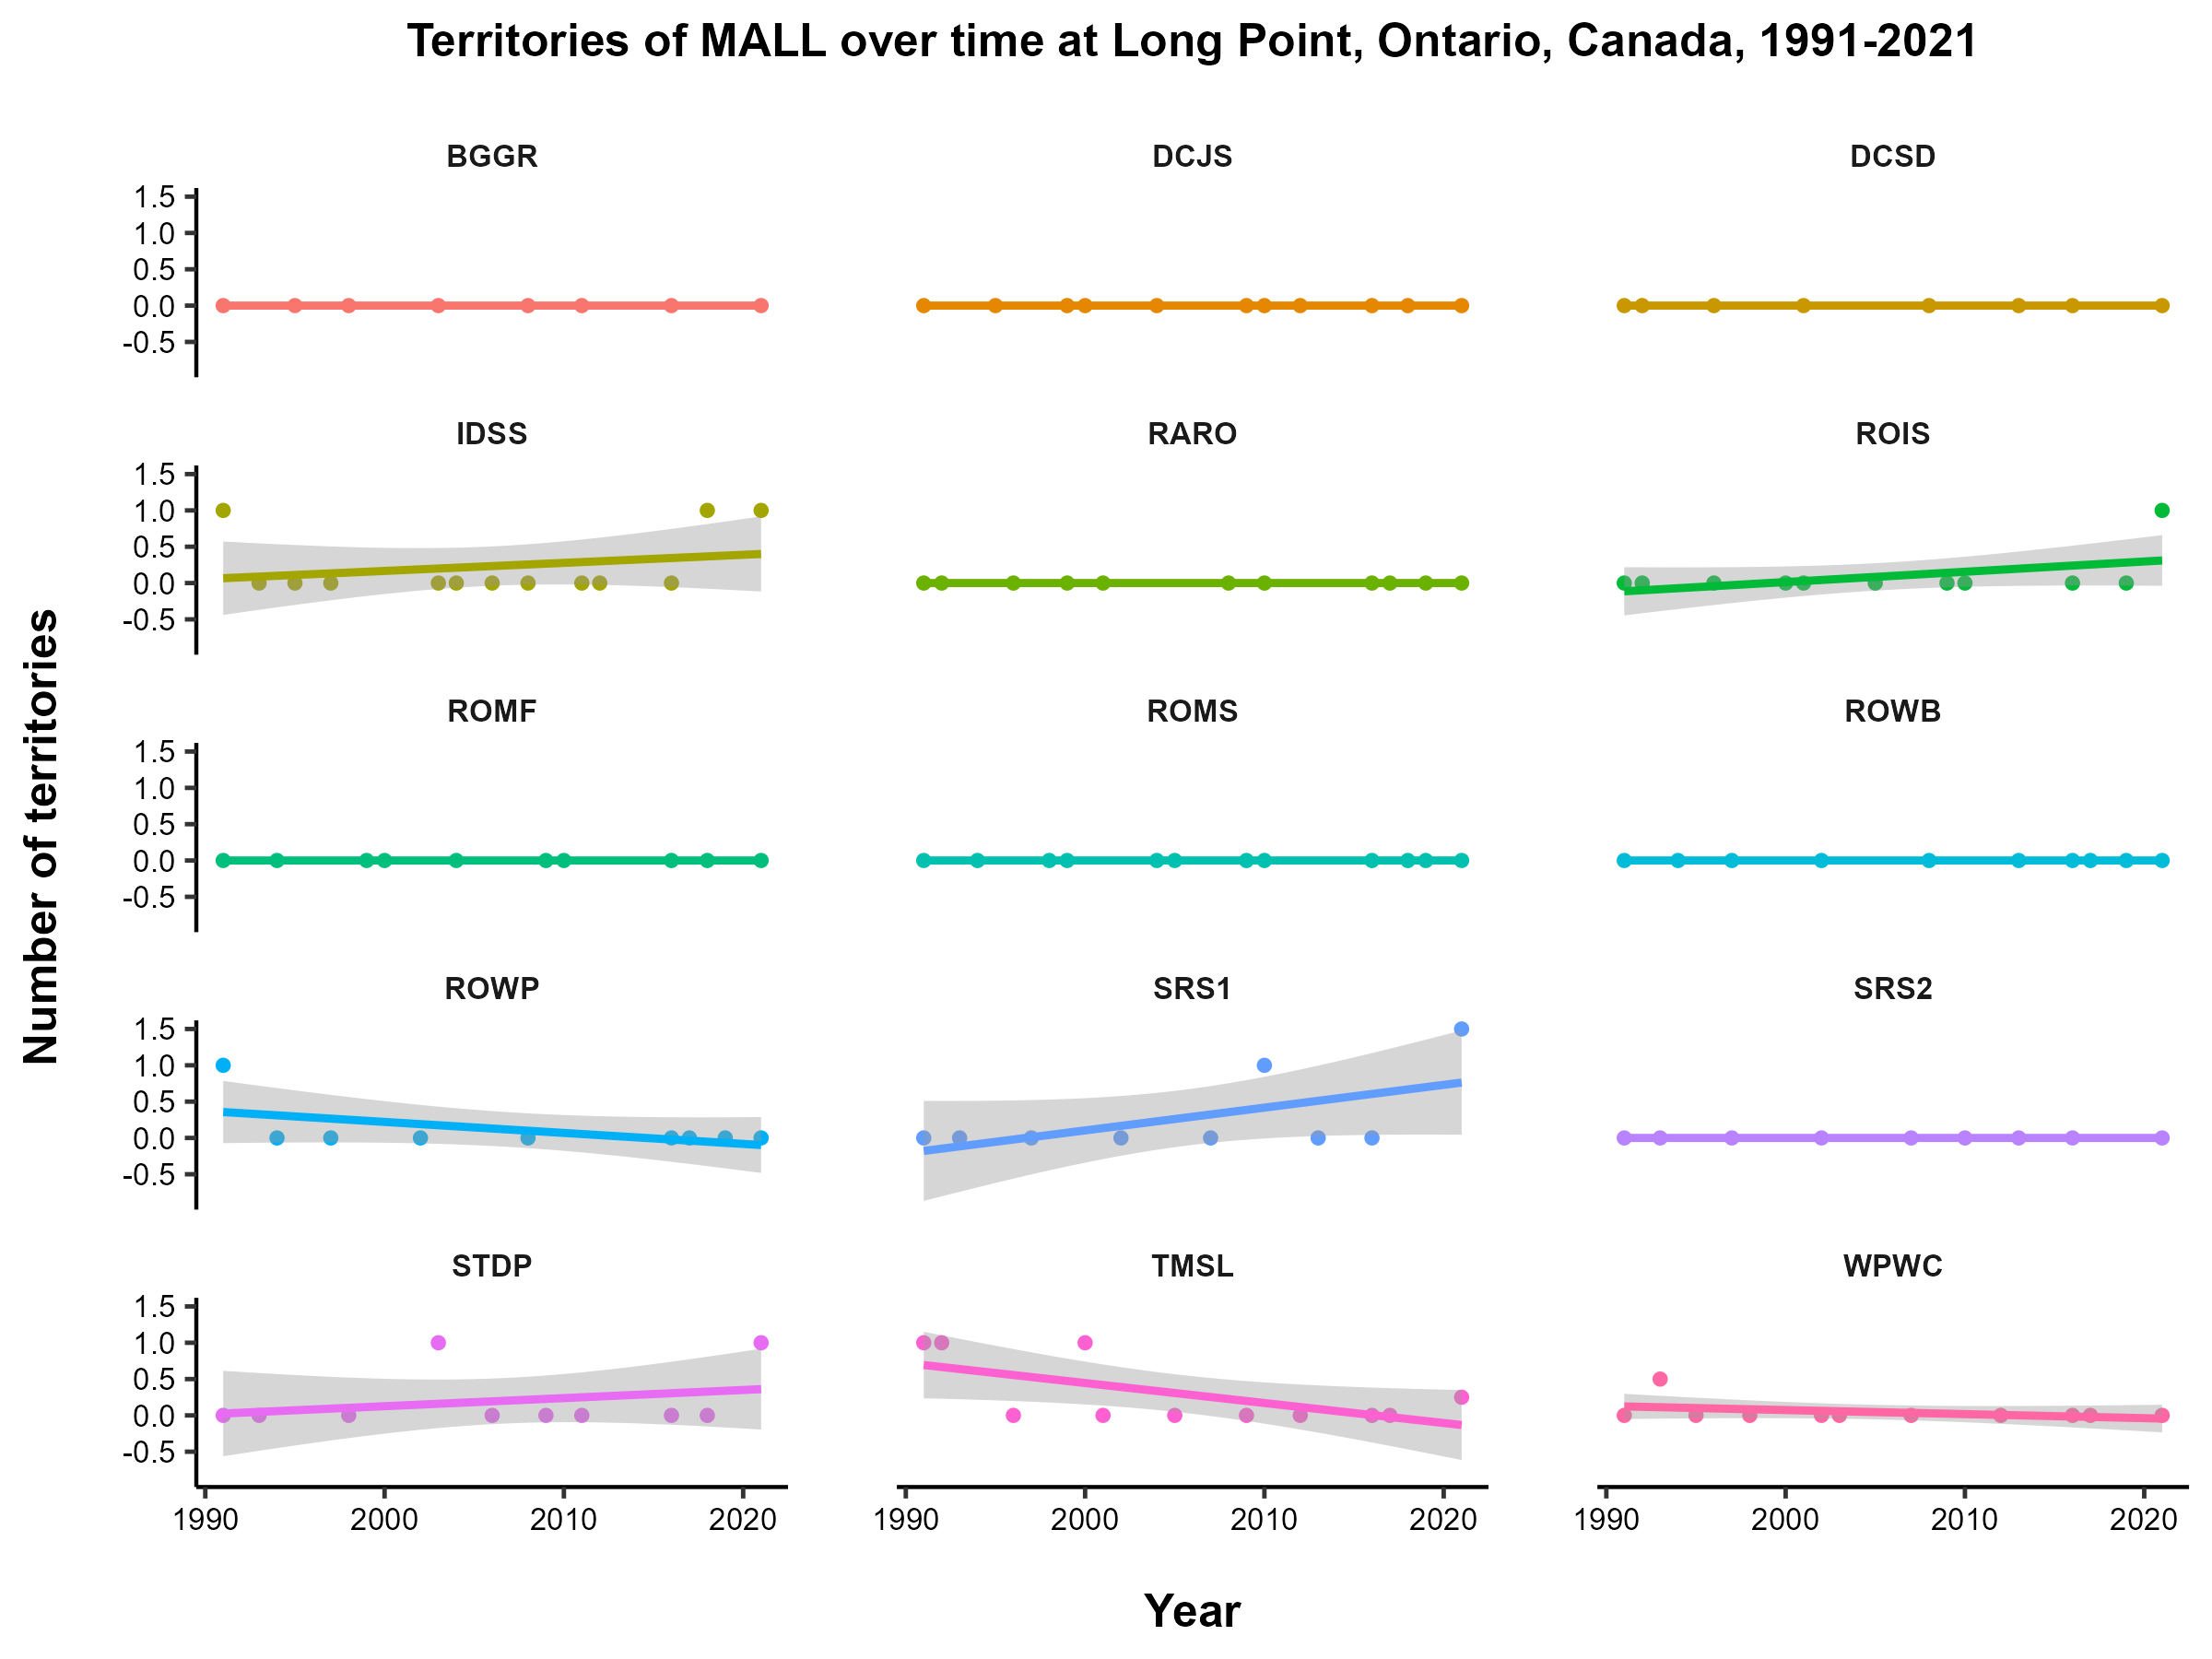 Territories of MALL over time at Long Point, Ontario, Canada, 1991-2021
BGGR DCJS DCSD
1.5
1.0
0.5
0.0
-0.5
IDSS RARO ROIS
1.5
1.0
0.5
0.0
-0.5
ROMF ROMS ROWB
1.5
1.0
0.5
0.0
-0.5
ROWP SRS1 SRS2
1.5
1.0
0.5
0.0
-0.5
STDP TMSL WPWC
1.5
1.0
0.5
0.0
-0.5
1990 2000 2010 2020 1990 2000 2010 2020 1990 2000 2010 2020
Number of territories
Year